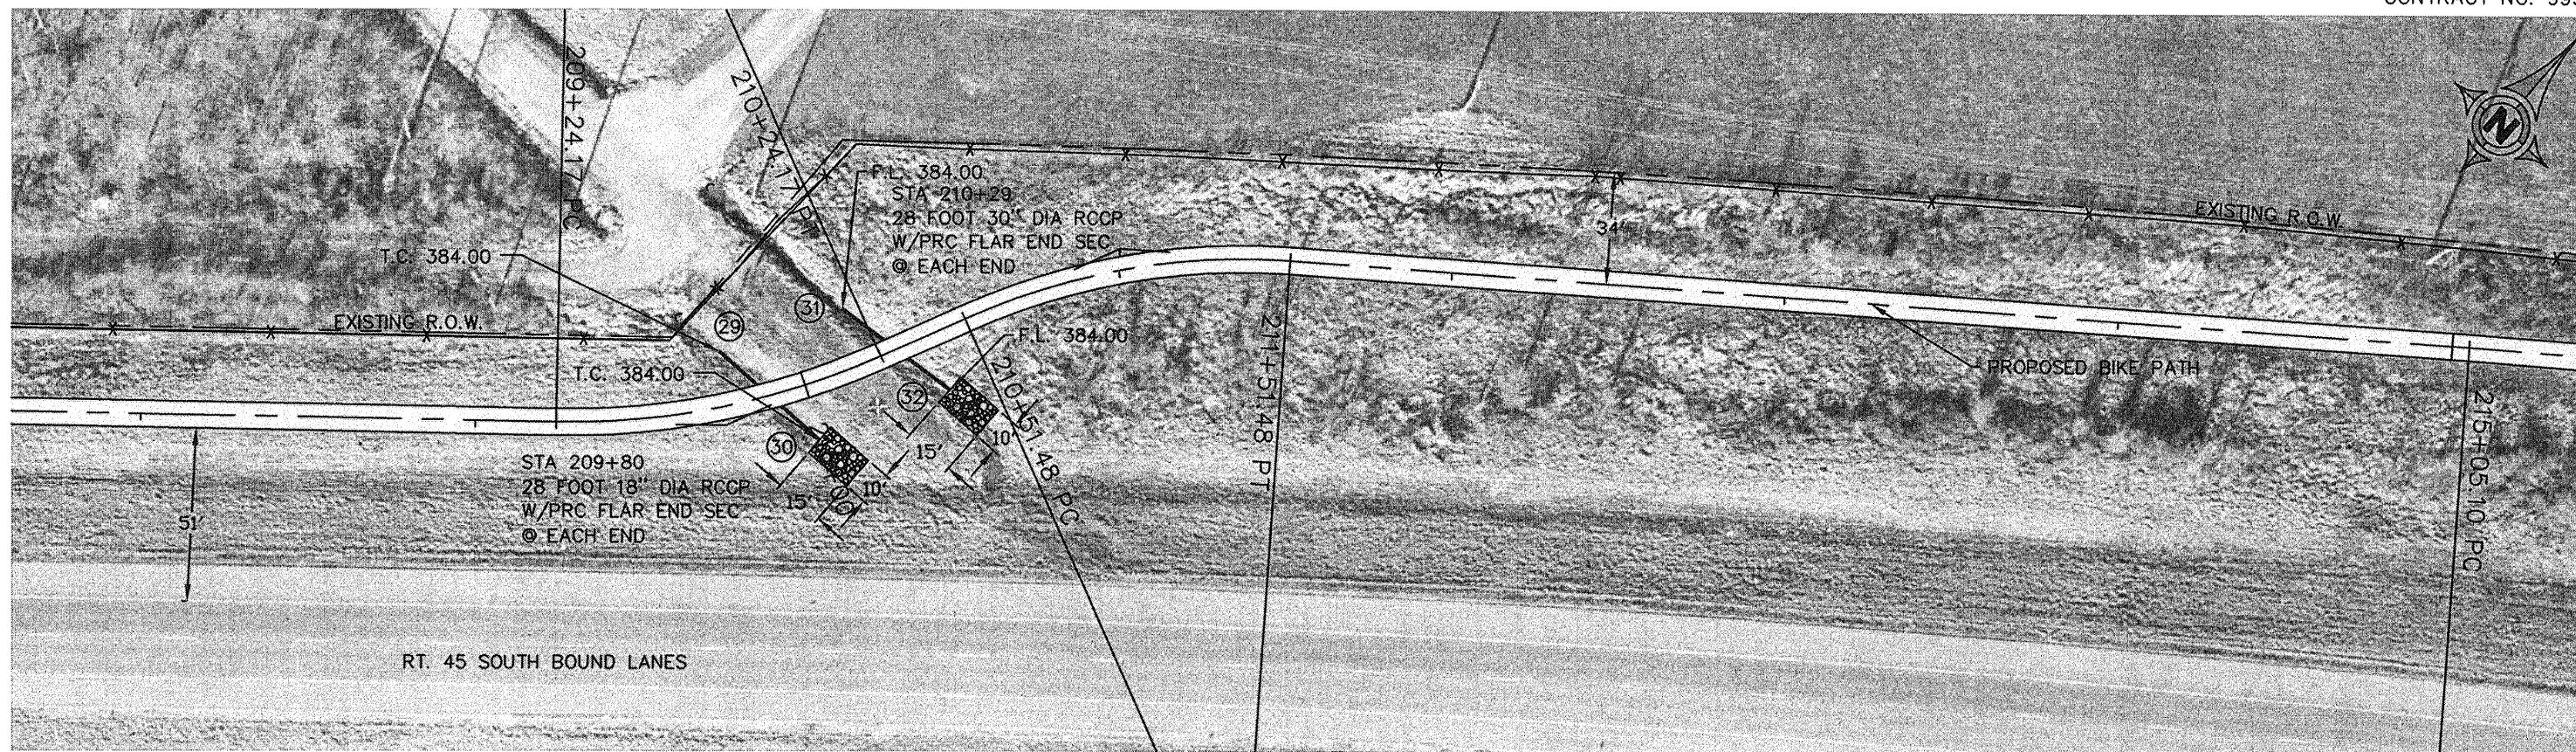 CONTRACT NO.
209+24.17 PC
210+24.17 PT
N
F.L. 384.00
STA 210+29
28 FOOT 30" DIA RCCP
W/PRC FLAR END SEC
@ EACH END
T.C. 384.00
EXISTING R.O.W.
34'
EXISTING R.O.W.
31
29
F.L. 384.00
T.C. 384.00
PROPOSED BIKE PATH
32
210+51.48 PC
211+51.48 PT
215+05.10 PC
30
10'
15'
STA 209+80
28 FOOT 18" DIA RCCP
W/PRC FLAR END SEC
@ EACH END
15'
10'
51'
RT. 45 SOUTH BOUND LANES